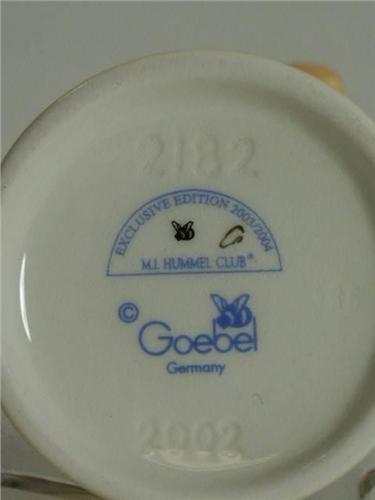 2182
EXCLUSIVE EDITION 2003/2004
M.I. HUMMEL CLUB®
©
Goebel
Germany
2002